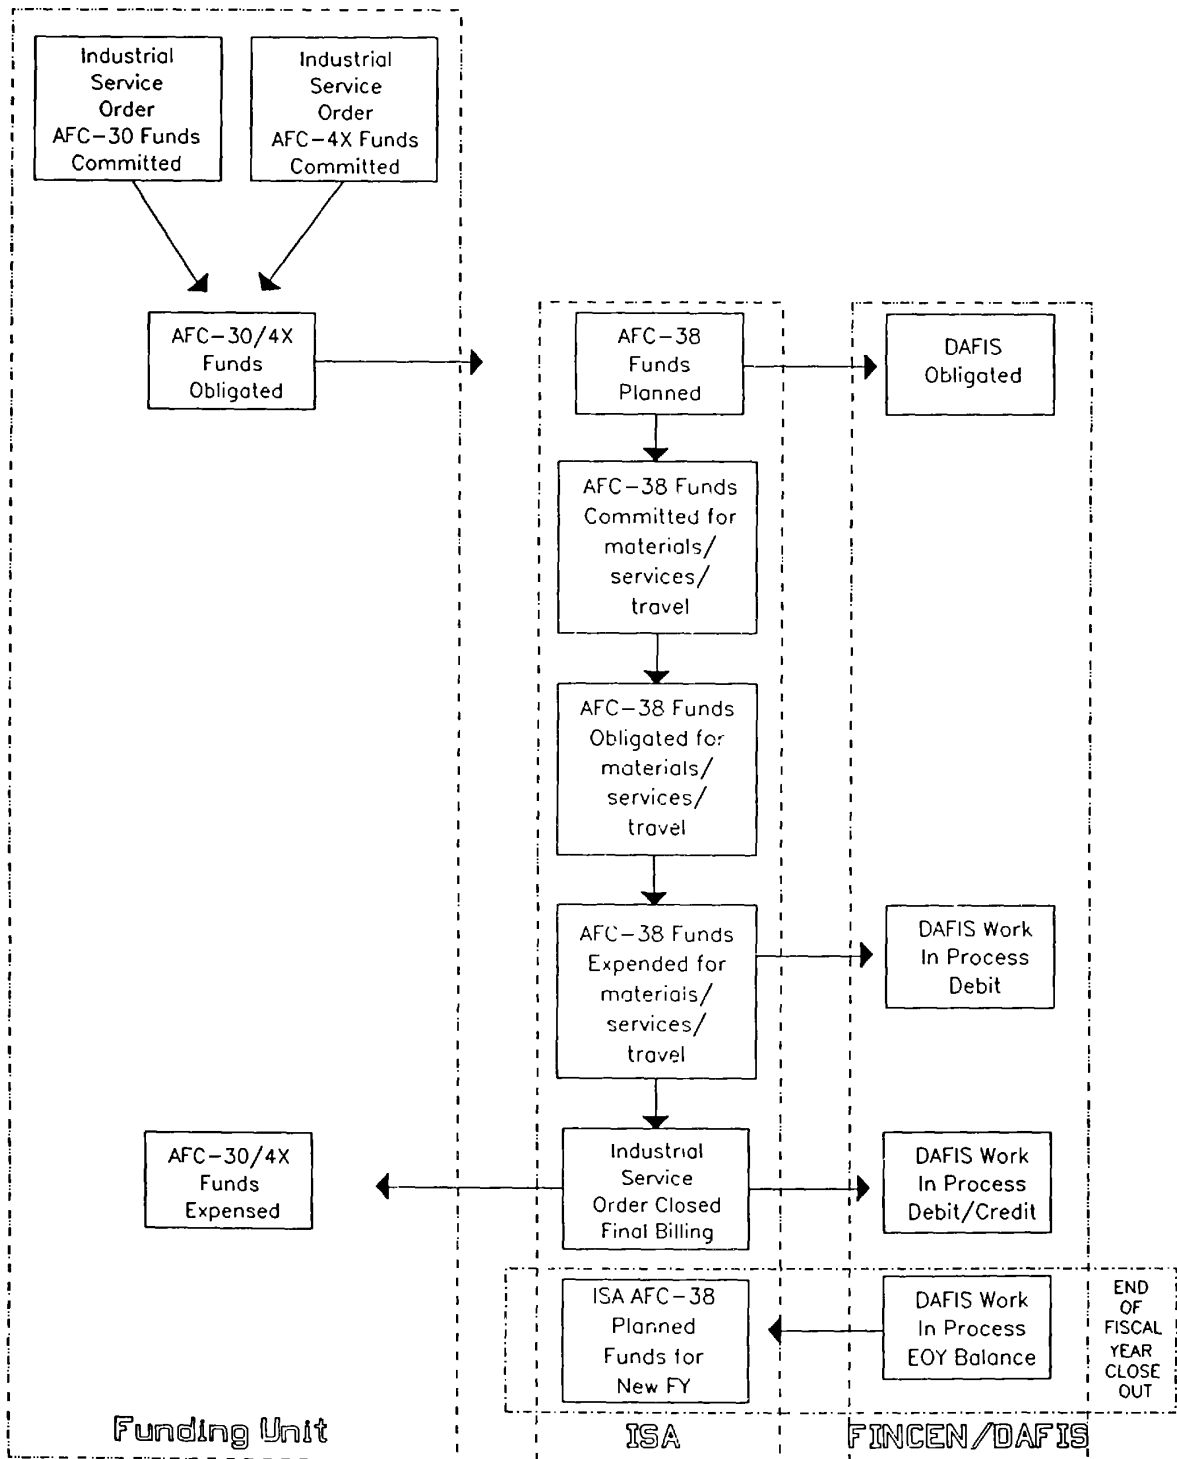 Industrial
Service
Order
AFC-30 Funds
Committed
Industrial
Service
Order
AFC-4X Funds
Committed
AFC-30/4X
Funds
Obligated
AFC-38
Funds
Planned
DAFIS
Obligated
AFC-38 Funds
Committed for
materials/
services/
travel
AFC-38 Funds
Obligated for
materials/
services/
travel
AFC-38 Funds
Expended for
materials/
services/
travel
DAFIS Work
In Process
Debit
AFC-30/4X
Funds
Expensed
Industrial
Service
Order Closed
Final Billing
DAFIS Work
In Process
Debit/Credit
ISA AFC-38
Planned
Funds for
New FY
DAFIS Work
In Process
EOY Balance
END
OF
FISCAL
YEAR
CLOSE
OUT
Funding Unit
ISA
FINCEN/DAFIS